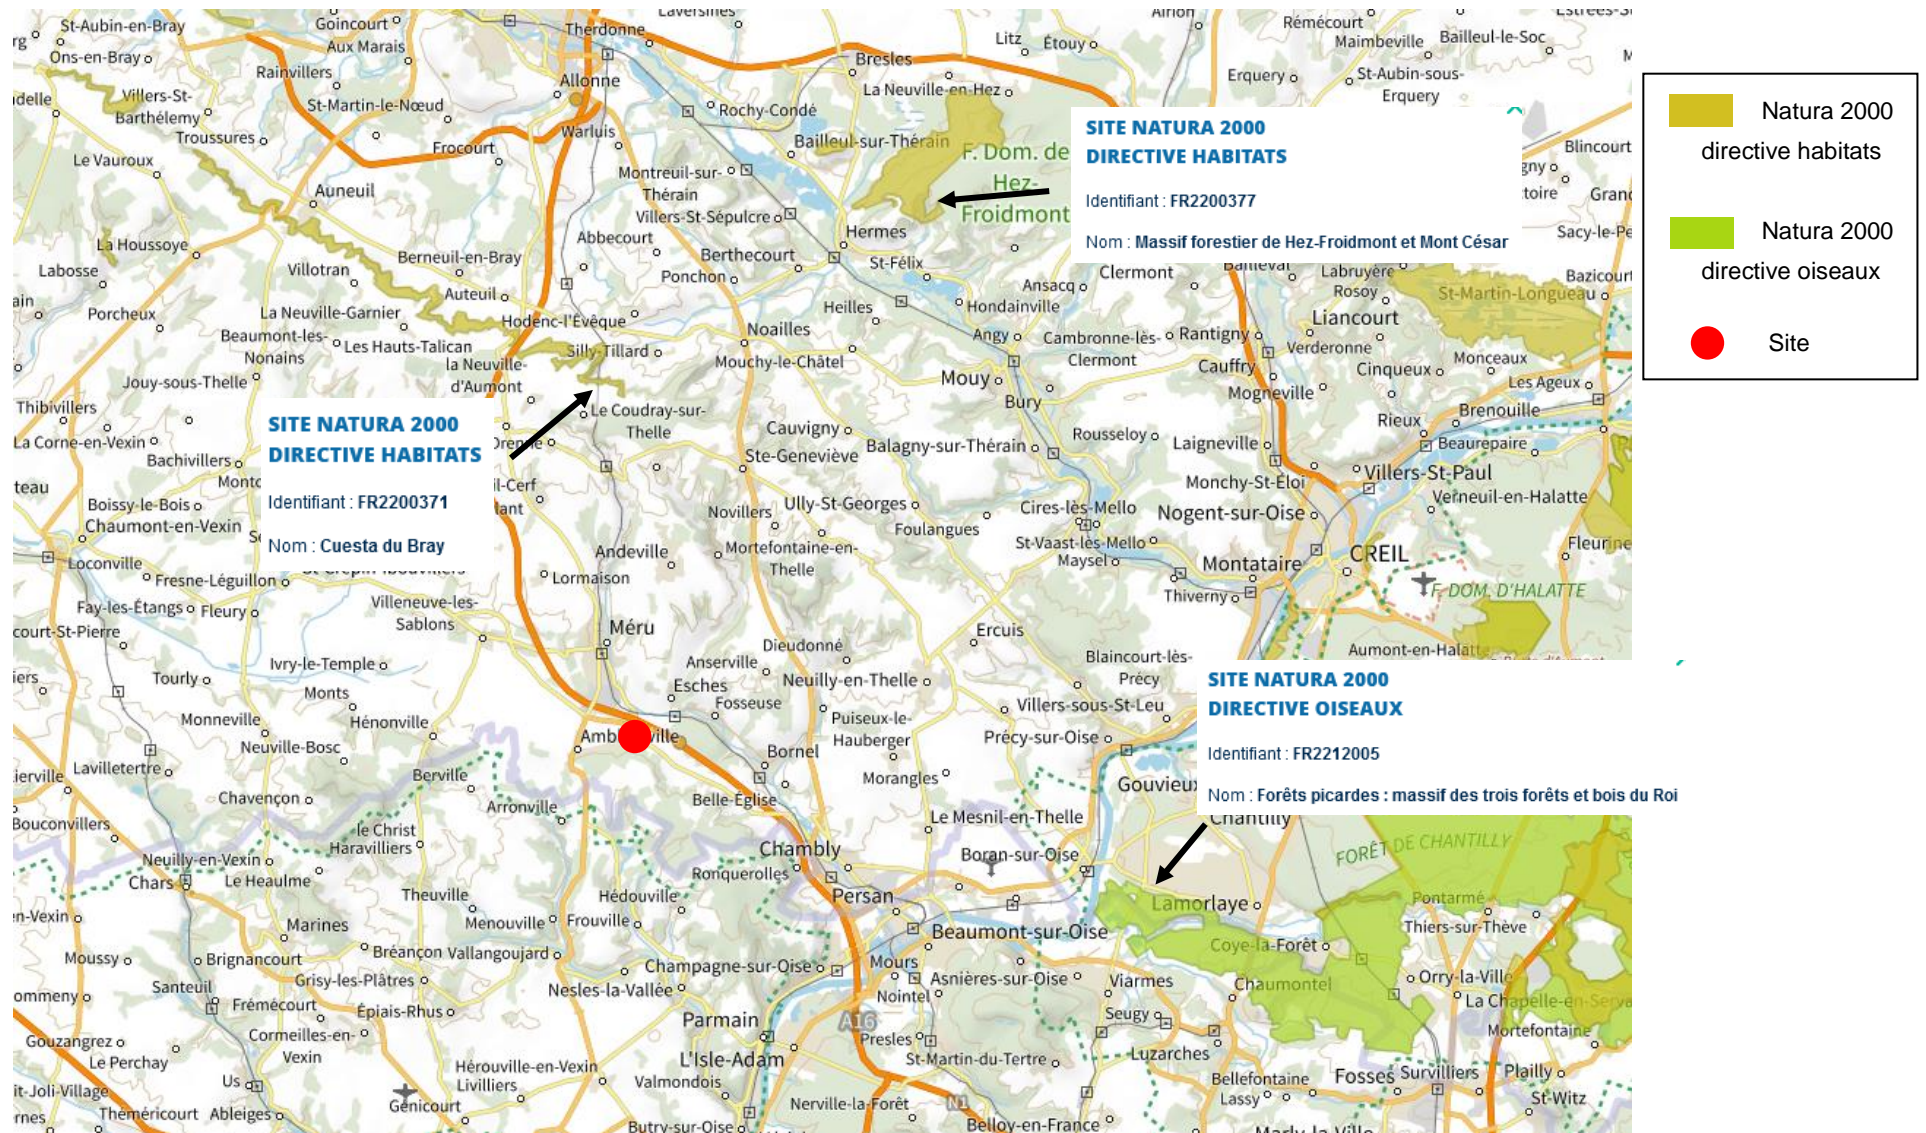 St-Aubin-en-Bray
Goincourt
Therdonne
Litz
Étouy
Rémécourt
Maimbeville
Bailleul-le-Soc
Ons-en-Bray
Aux Marais
Rainvillers
Allonne
Bresles
La Neuville-en-Hez
Erquery
St-Aubin-sous-
Erquery
Villers-St-
Barthélemy
St-Martin-le-Nœud
Rochy-Condé
Troussures
Warluis
Bailleul-sur-Thérain
Le Vauroux
Frocourt
Montreuil-sur-
Thérain
F. Dom. de
Hez-
Froidmont
Auneuil
Villers-St-Sépulcre
Hermes
La Houssoye
Abbecourt
Berthecourt
St-Félix
Labosse
Villotran
Berneuil-en-Bray
Ponchon
Auteuil
Heilles
Hondainville
Ansacq
Clermont
Bailleval
Labruyère
Rosoy
St-Martin-Longueau
Bazicourt
Porcheux
La Neuville-Garnier
Hodenc-l'Évêque
Noailles
Angy
Liancourt
Beaumont-les-
Nonains
Les Hauts-Talican
Silly-Tillard
Mouchy-le-Châtel
Cambronne-lès-
Clermont
Rantigny
Verderonne
Jouy-sous-Thelle
la Neuville-
d'Aumont
Mouy
Cauffry
Cinqueux
Monceaux
Mogneville
Les Ageux
Thibivillers
Le Coudray-sur-
Thelle
Bury
Rieux
Brenouille
La Corne-en-Vexin
Cauvigny
Balagny-sur-Thérain
Rousseloy
Laigneville
Beaurepaire
Bachivillers
Ste-Geneviève
Villers-St-Paul
Boissy-le-Bois
Monchy-St-Éloi
Verneuil-en-Halatte
Chaumont-en-Vexin
Novillers
Ully-St-Georges
Cires-lès-Mello
Nogent-sur-Oise
Foulangues
Loconville
Andeville
Mortefontaine-en-
Thelle
St-Vaast-lès-Mello
Maysel
Montataire
CREIL
Fresne-Léguillon
Lormaison
Thiverny
F. DOM. D'HALATTE
Fay-les-Étangs
Fleury
Villeneuve-les-
Sablons
Méru
Ercuis
Dieudonné
Aumont-en-Halatte
Ivry-le-Temple
Anserville
Blaincourt-lès-
Précy
Tourly
Esches
Neuilly-en-Thelle
Monts
Fosseuse
Villers-sous-St-Leu
Monneville
Hénonville
Puiseux-le-
Hauberger
Neuville-Bosc
Bornel
Précy-sur-Oise
Lavilletertre
Berville
Morangles
Gouvieux
Chavençon
Arronville
Belle-Église
Chantilly
Bouconvillers
le Christ
Haravilliers
Le Mesnil-en-Thelle
FORÊT DE CHANTILLY
Neuilly-en-Vexin
Chambly
Boran-sur-Oise
Chars
Le Heaulme
Ronquerolles
Theuville
Hédouville
Persan
Lamorlaye
Pontarmé
Marines
Menouville
Frouville
Beaumont-sur-Oise
Thiers-sur-Thève
Moussy
Brignancourt
Bréançon
Vallangoujard
Coye-la-Forêt
Champagne-sur-Oise
Mours
Grisy-les-Plâtres
Asnières-sur-Oise
Viarmes
Chaumontel
Orry-la-Ville
Santeuil
Nesles-la-Vallée
Nointel
Frémécourt
Épiais-Rhus
Parmain
A16
Seugy
Mortefontaine
Cormeilles-en-
Vexin
Presles
Gouzangrez
Le Perchay
L'Isle-Adam
St-Martin-du-Tertre
Luzarches
Us
Hérouville-en-Vexin
Livilliers
Valmondois
Bellefontaine
Fosses
Survilliers
Plailly
Lassy
Théméricourt
Ableiges
Génicourt
Nerville-la-Forêt
N1
St-Witz
Butry-sur-Oise
Belloy-en-France
SITE NATURA 2000
DIRECTIVE HABITATS
Identifiant : FR2200377
Nom : Massif forestier de Hez-Froidmont et Mont César
SITE NATURA 2000
DIRECTIVE HABITATS
Identifiant : FR2200371
Nom : Cuesta du Bray
SITE NATURA 2000
DIRECTIVE OISEAUX
Identifiant : FR2212005
Nom : Forêts picardes : massif des trois forêts et bois du Roi
Natura 2000
directive habitats
Natura 2000
directive oiseaux
Site